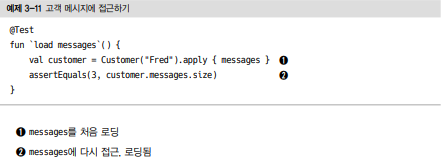 예제 3-11 고객 메시지에 접근하기
@Test
fun `load messages`() {
    val customer = Customer("Fred").apply { messages } ❶
    assertEquals(3, customer.messages.size) ❷
}
❶ messages를 처음 로딩
❷ messages에 다시 접근, 로딩됨